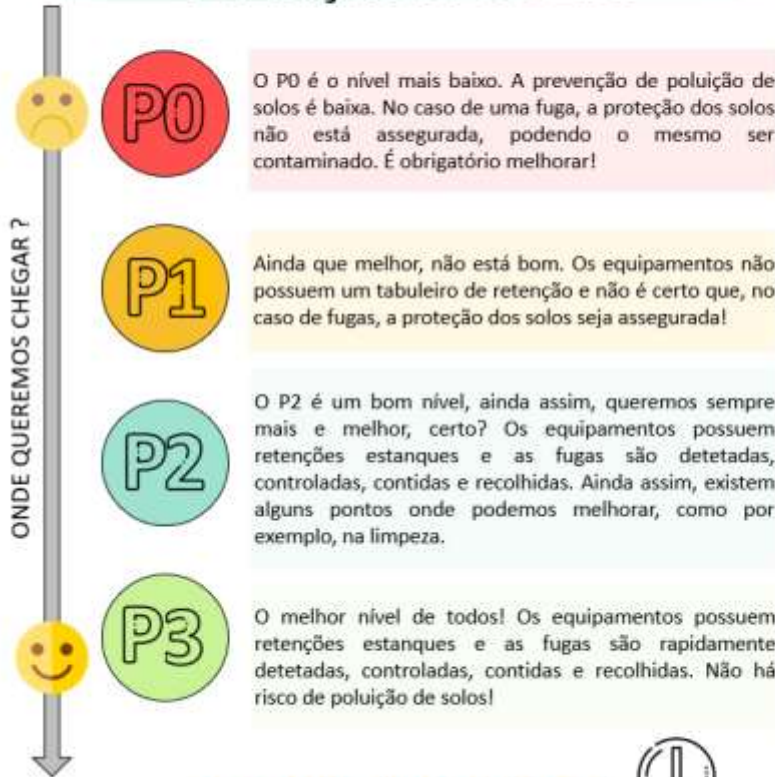 P0
O P0 é o nível mais baixo. A prevenção de poluição de
solos é baixa. No caso de uma fuga, a proteção dos solos
não está assegurada, podendo o mesmo ser
contaminado. É obrigatório melhorar!
ONDE QUEREMOS CHEGAR ?
P1
Ainda que melhor, não está bom. Os equipamentos não
possuem um tabuleiro de retenção e não é certo que, no
caso de fugas, a proteção dos solos seja assegurada!
P2
O P2 é um bom nível, ainda assim, queremos sempre
mais e melhor, certo? Os equipamentos possuem
retenções estanques e as fugas são detetadas,
controladas, contidas e recolhidas. Ainda assim, existem
alguns pontos onde podemos melhorar, como por
exemplo, na limpeza.
P3
O melhor nível de todos! Os equipamentos possuem
retenções estanques e as fugas são rapidamente
detetadas, controladas, contidas e recolhidas. Não há
risco de poluição de solos!